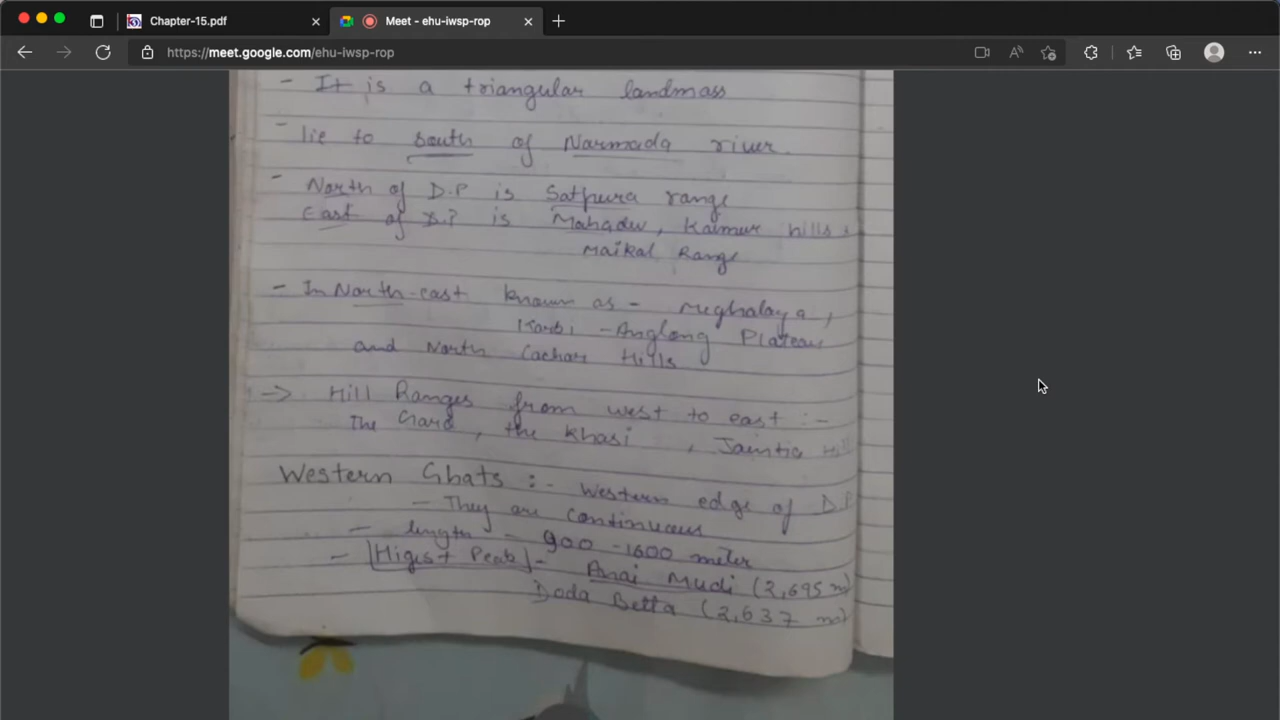 Chapter-15.pdf
Meet - ehu-iwsp-rop
https://meet.google.com/ehu-iwsp-rop
- It is a triangular landmass
- lie to south of Narmada river.
- North of D.P is Satpura range
East of D.P is Mahadev, Kaimur hills &
Maikal Range
- In North-east known as - Meghalaya,
Karbi - Anglong Plateau
and North Cachar Hills
-> Hill Ranges from west to east :-
The Garo, the Khasi , Jaintia Hill
Western Ghats :- Western edge of D.P
- They are continuous
- length - 900 - 1600 meter
- Higest Peak - Anai Mudi (2,695 m)
Doda Betta (2,637 m)